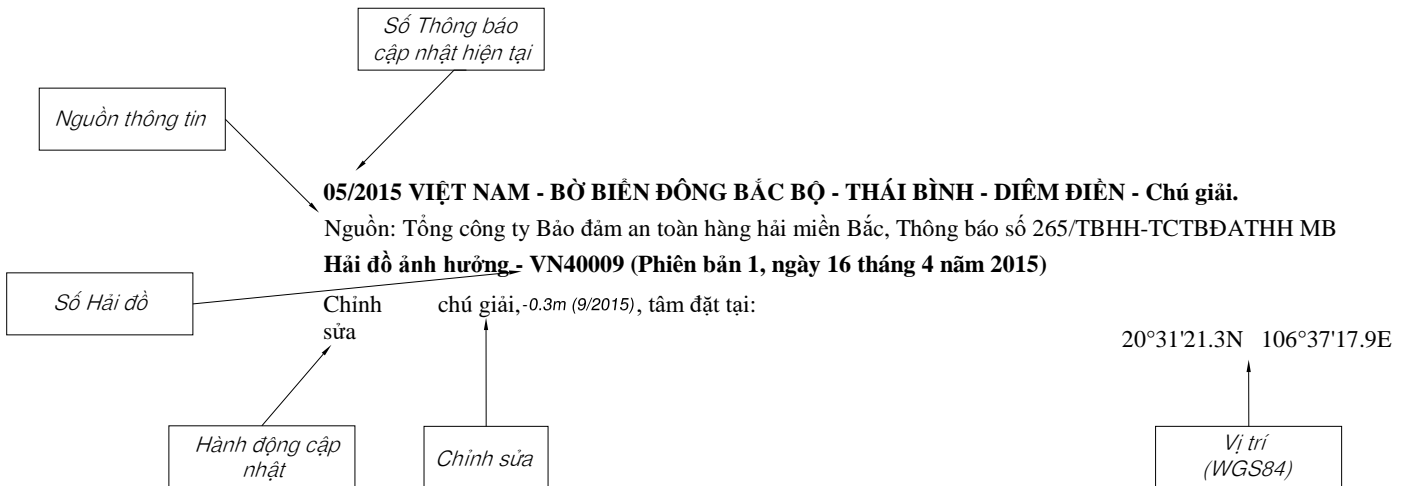 Số Thông báo
cập nhật hiện tại
Nguồn thông tin
05/2015 VIỆT NAM - BỜ BIỂN ĐÔNG BẮC BỘ - THÁI BÌNH - DIÊM ĐIỀN - Chú giải.
Nguồn: Tổng công ty Bảo đảm an toàn hàng hải miền Bắc, Thông báo số 265/TBHH-TCTBĐATHH MB
Hải đồ ảnh hưởng - VN40009 (Phiên bản 1, ngày 16 tháng 4 năm 2015)
Số Hải đồ
Chỉnh sửa chú giải, -0.3m (9/2015), tâm đặt tại:
20°31'21.3N 106°37'17.9E
Hành động cập
nhật
Chỉnh sửa
Vị trí
(WGS84)